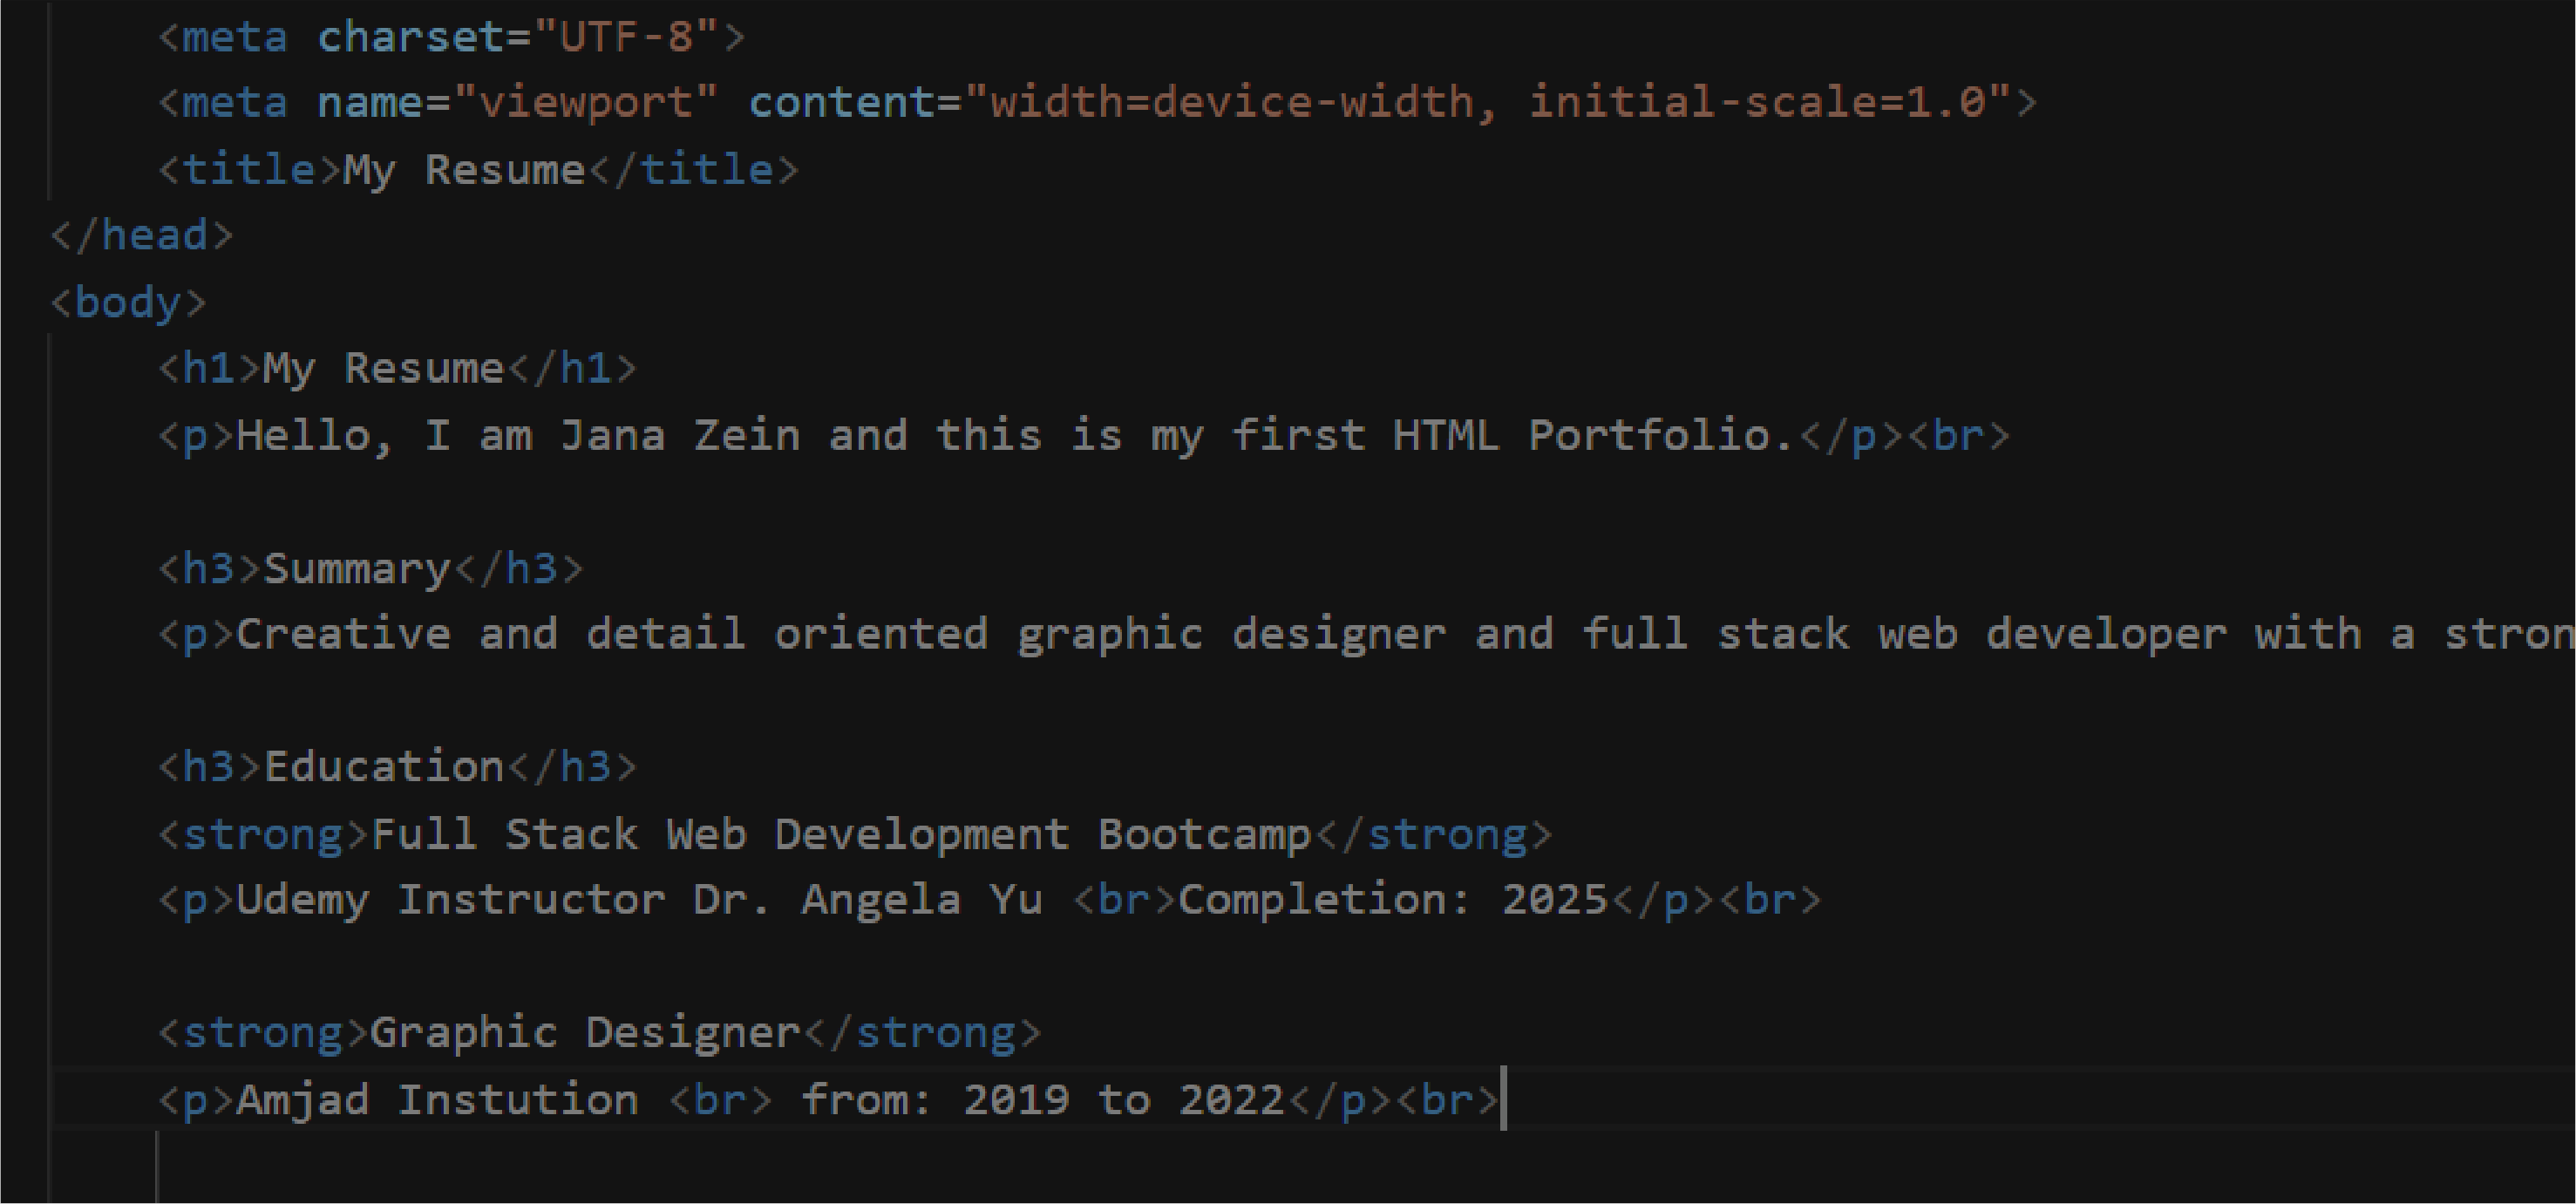 <meta charset="UTF-8">
<meta name="viewport" content="width=device-width, initial-scale=1.0">
<title>My Resume</title>
</head>
<body>
<h1>My Resume</h1>
<p>Hello, I am Jana Zein and this is my first HTML Portfolio.</p><br>
<h3>Summary</h3>
<p>Creative and detail oriented graphic designer and full stack web developer with a stron
<h3>Education</h3>
<strong>Full Stack Web Development Bootcamp</strong>
<p>Udemy Instructor Dr. Angela Yu <br>Completion: 2025</p><br>
<strong>Graphic Designer</strong>
<p>Amjad Instution <br> from: 2019 to 2022</p><br>